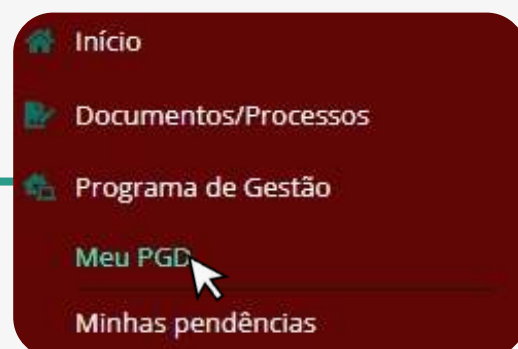 Início
Documentos/Processos
Programa de Gestão
Meu PGD
Minhas pendências